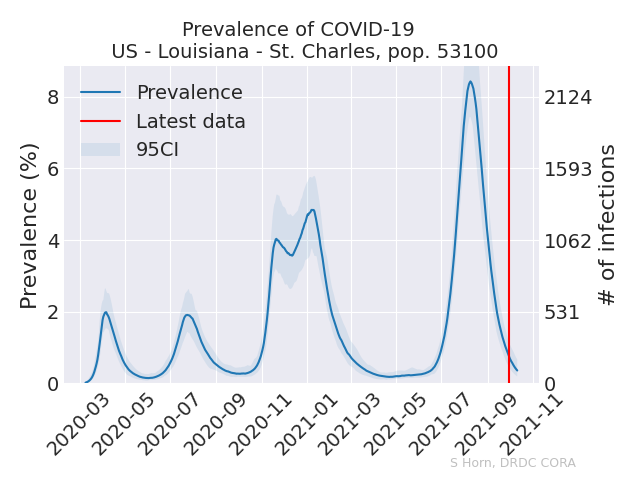 Prevalence of COVID-19
US - Louisiana - St. Charles, pop. 53100
Prevalence
Latest data
95CI
Prevalence (%)
8
6
4
2
0
2124
1593
1062
531
0
# of infections
2020-03
2020-05
2020-07
2020-09
2020-11
2021-01
2021-03
2021-05
2021-07
2021-09
2021-11
S Horn, DRDC CORA